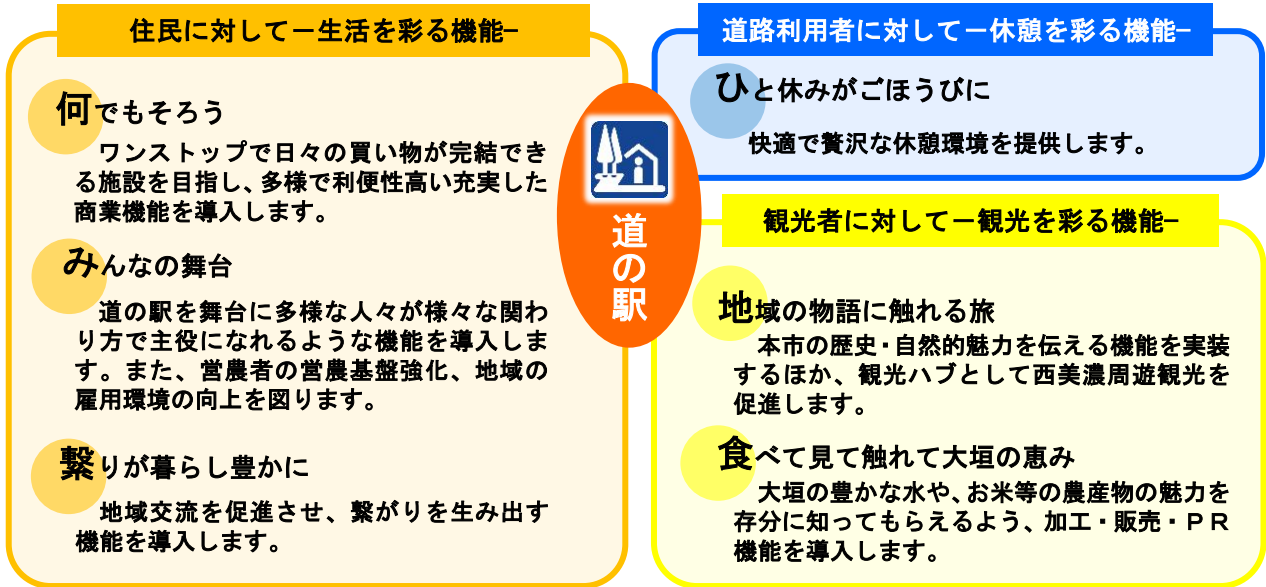 住民に対して－生活を彩る機能－
何でもそろう
ワンストップで日々の買い物が完結でき
る施設を目指し、多様で利便性高い充実した
商業機能を導入します。
みんなの舞台
道の駅を舞台に多様な人々が様々な関わ
り方で主役になれるような機能を導入しま
す。また、営農者の営農基盤強化、地域の
雇用環境の向上を図ります。
繋りが暮らし豊かに
地域交流を促進させ、繋がりを生み出す
機能を導入します。
道の駅
道路利用者に対して－休憩を彩る機能－
ひと休みがごほうびに
快適で贅沢な休憩環境を提供します。
観光者に対して－観光を彩る機能－
地域の物語に触れる旅
本市の歴史・自然的魅力を伝える機能を実装
するほか、観光ハブとして西美濃周遊観光を
促進します。
食べて見て触れて大垣の恵み
大垣の豊かな水や、お米等の農産物の魅力を
存分に知ってもらえるよう、加工・販売・ＰＲ
機能を導入します。